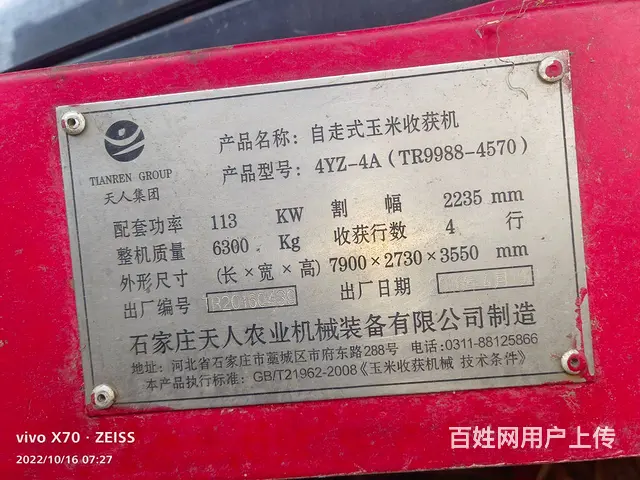 TIANREN GROUP
天人集团
产品名称：自走式玉米收获机
产品型号：4YZ-4A (TR9988-4570)
配套功率 113 KW 割 幅 2235 mm
整机质量 6300 Kg 收获行数 4 行
外形尺寸 (长×宽×高) 7900×2730×3550 mm
出厂编号 出厂日期
石家庄天人农业机械装备有限公司制造
地址：河北省石家庄市藁城区市府东路288号 电话:0311-88125866
本产品执行标准：GB/T21962-2008《玉米收获机械 技术条件》
vivo X70 · ZEISS
2022/10/16 07:27
百姓网用户上传